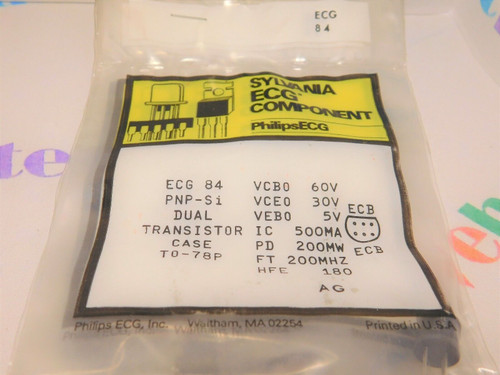 ECG
84
SYLVANIA
ECG®
COMPONENT
PhilipsECG
ECG 84 VCBO 60V
PNP-Si VCEO 30V
DUAL VEBO 5V ECB
TRANSISTOR IC 500MA
CASE PD 200MW ECB
TO-78P FT 200MHZ
HFE 180
AG
Philips ECG, Inc. Waltham, MA 02254 Printed in U.S.A